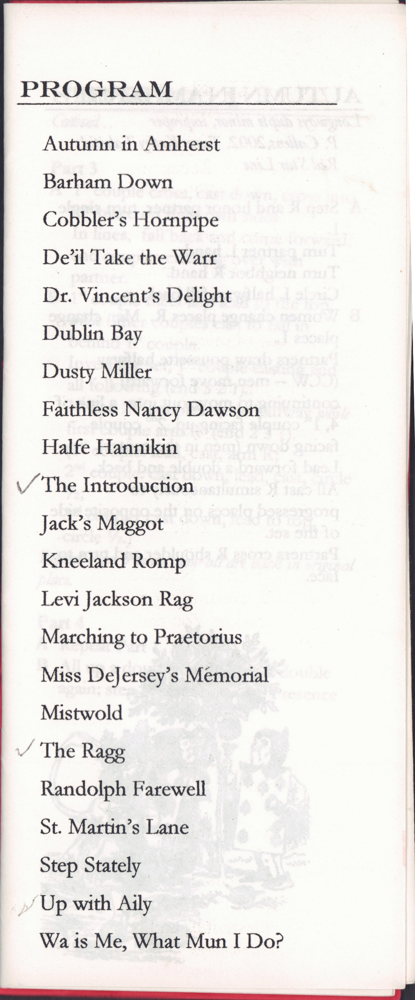 PROGRAM
Autumn in Amherst
Barham Down
Cobbler's Hornpipe
De'il Take the Warr
Dr. Vincent's Delight
Dublin Bay
Dusty Miller
Faithless Nancy Dawson
Halfe Hannikin
The Introduction
Jack's Maggot
Kneeland Romp
Levi Jackson Rag
Marching to Praetorius
Miss DeJersey's Memorial
Mistwold
The Ragg
Randolph Farewell
St. Martin's Lane
Step Stately
Up with Aily
Wa is Me, What Mun I Do?